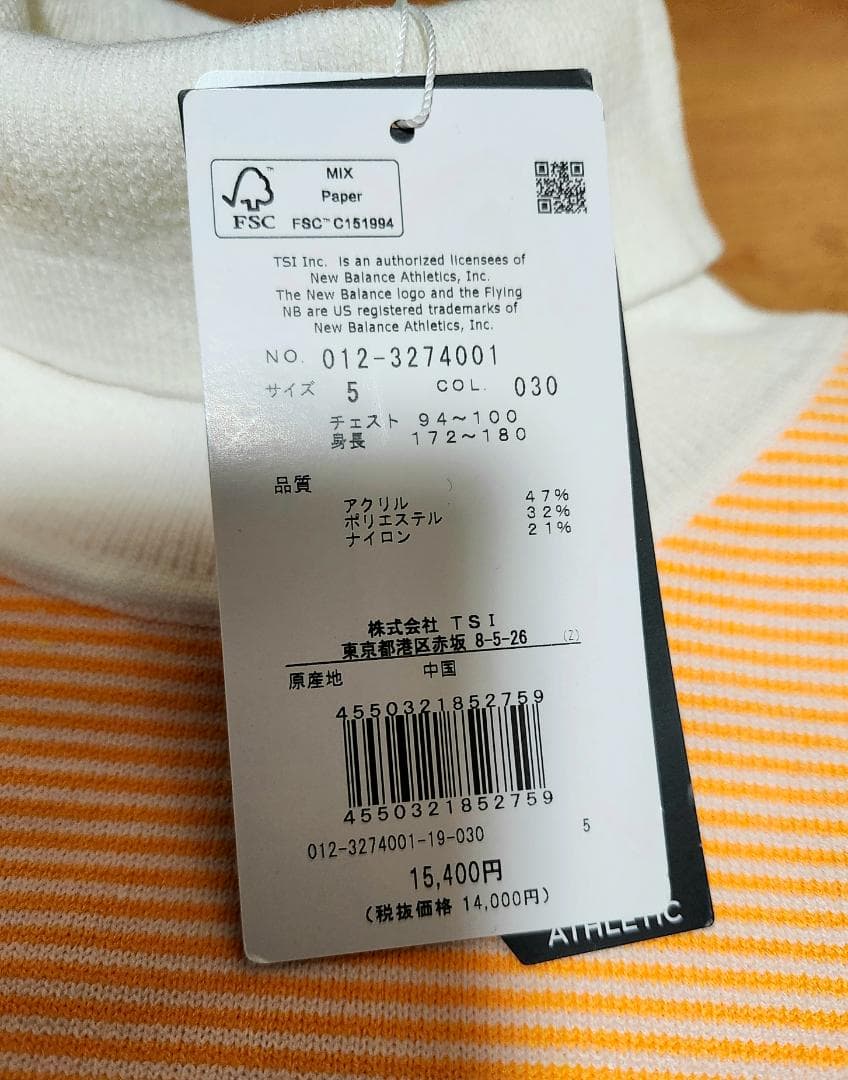 MIX
Paper
FSC™ C151994
FSC
TSI Inc. is an authorized licensees of
New Balance Athletics, Inc.
The New Balance logo and the Flying
NB are US registered trademarks of
New Balance Athletics, Inc.
NO. 012-3274001
サイズ 5 COL. 030
チェスト 94~100
身長 172~180
品質
アクリル 47%
ポリエステル 32%
ナイロン 21%
株式会社 TSI
東京都港区赤坂 8-5-26 (2)
原産地 中国
4550321852759
4550321852759
012-3274001-19-030 5
15,400円
(税抜価格 14,000円)
ATHLETIC